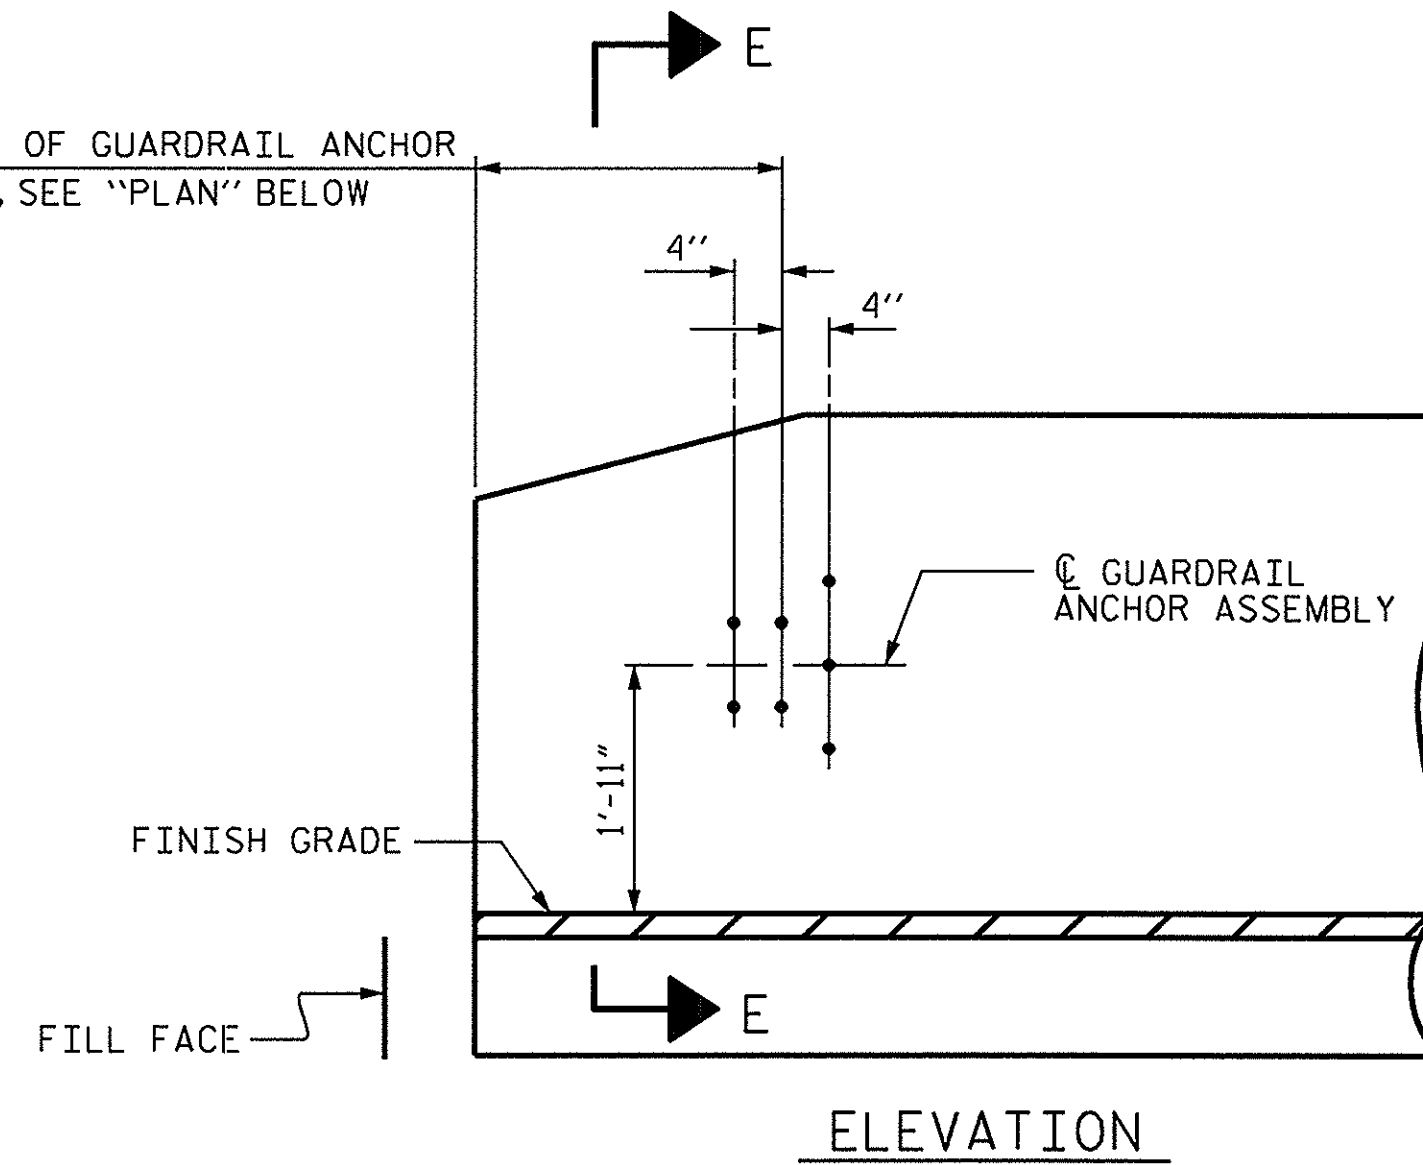 E
OF GUARDRAIL ANCHOR
, SEE "PLAN" BELOW
4"
4"
℄ GUARDRAIL
ANCHOR ASSEMBLY
1'-11"
FINISH GRADE
E
FILL FACE
ELEVATION